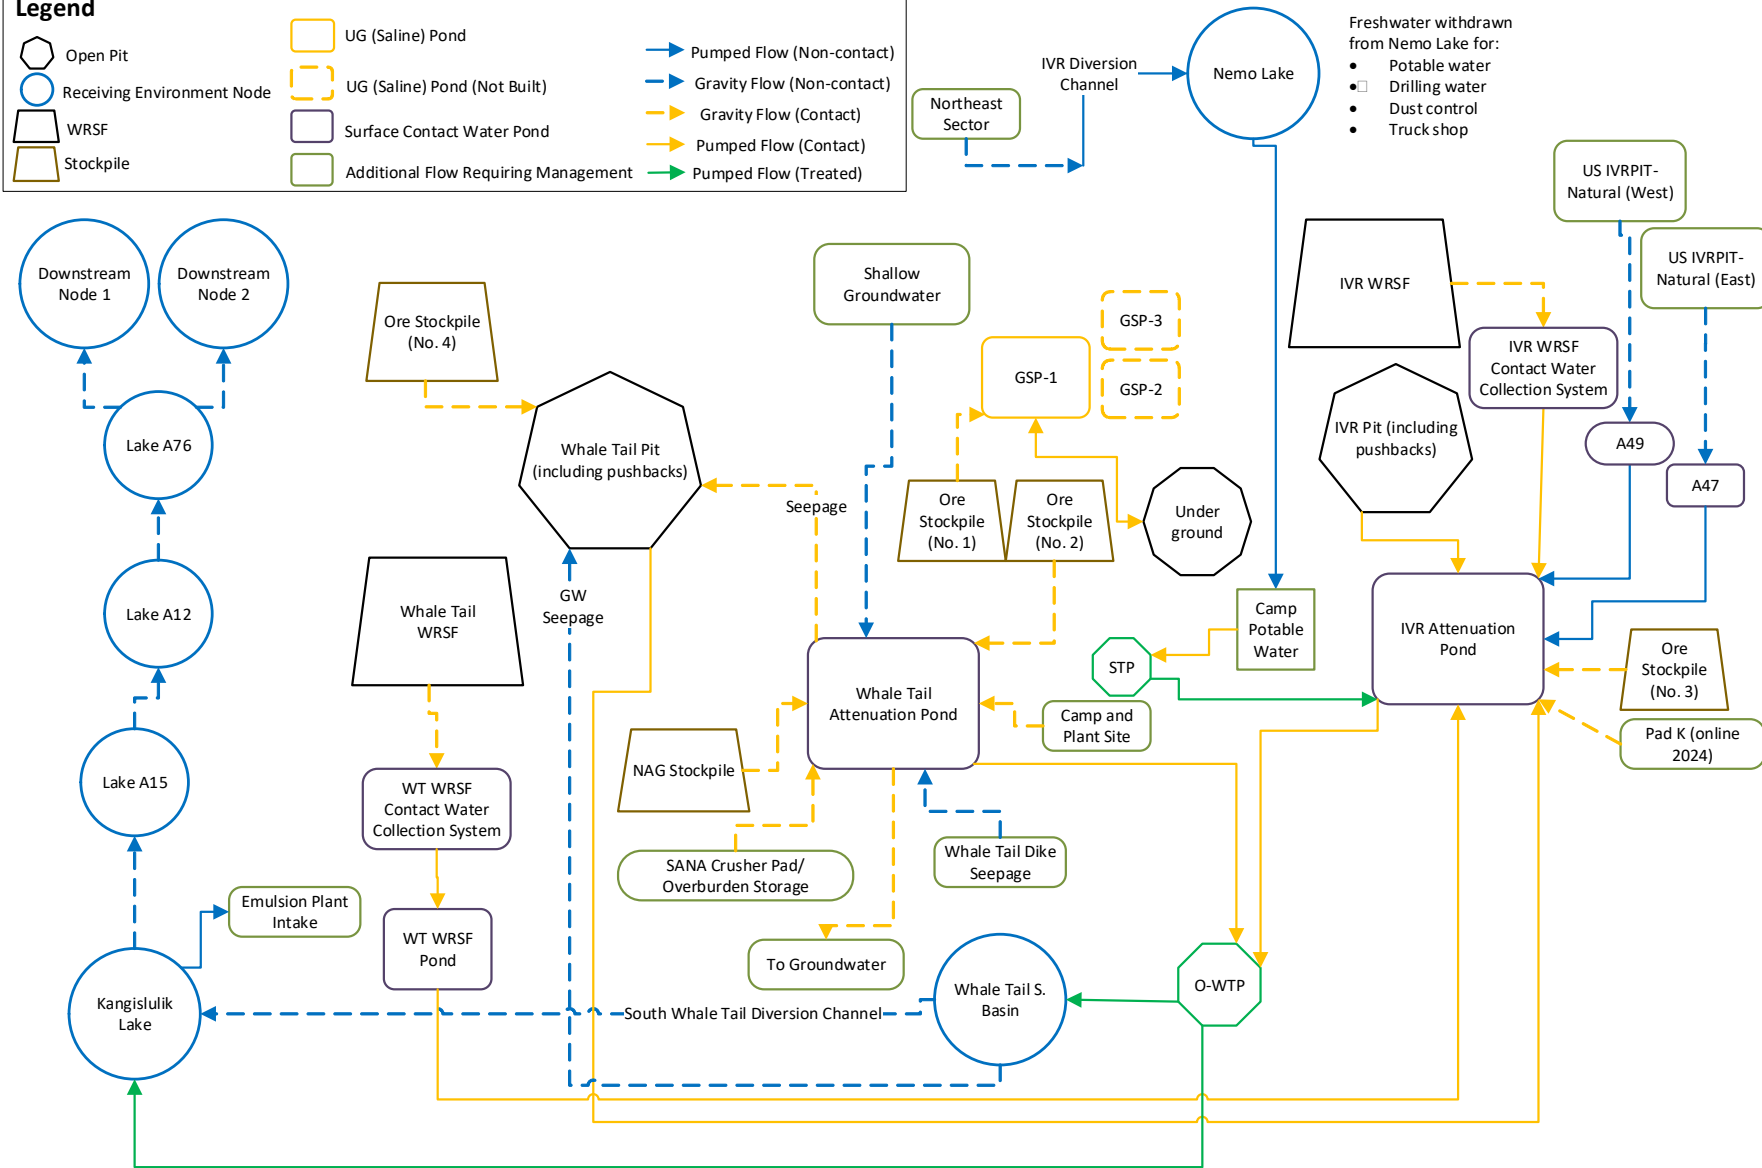 Legend
Open Pit
Receiving Environment Node
WRSF
Stockpile
UG (Saline) Pond
UG (Saline) Pond (Not Built)
Surface Contact Water Pond
Additional Flow Requiring Management
Pumped Flow (Non-contact)
Gravity Flow (Non-contact)
Gravity Flow (Contact)
Pumped Flow (Contact)
Pumped Flow (Treated)
Northeast
Sector
IVR Diversion
Channel
Nemo Lake
Freshwater withdrawn
from Nemo Lake for:
• Potable water
• Drilling water
• Dust control
• Truck shop
US IVRPIT-
Natural (West)
US IVRPIT-
Natural (East)
Downstream
Node 1
Downstream
Node 2
Ore Stockpile
(No. 4)
Shallow
Groundwater
GSP-3
GSP-1
GSP-2
IVR WRSF
IVR WRSF
Contact Water
Collection System
Lake A76
Whale Tail Pit
(including pushbacks)
Seepage
IVR Pit (including
pushbacks)
A49
A47
Ore
Stockpile
(No. 1)
Ore
Stockpile
(No. 2)
Under
ground
Lake A12
Whale Tail
WRSF
GW
Seepage
Camp
Potable
Water
STP
IVR Attenuation
Pond
Ore
Stockpile
(No. 3)
Whale Tail
Attenuation Pond
Camp and
Plant Site
Pad K (online
2024)
Lake A15
WT WRSF
Contact Water
Collection System
NAG Stockpile
SANA Crusher Pad/
Overburden Storage
Whale Tail Dike
Seepage
Emulsion Plant
Intake
WT WRSF
Pond
To Groundwater
Kangislulik
Lake
South Whale Tail Diversion Channel
Whale Tail S.
Basin
O-WTP